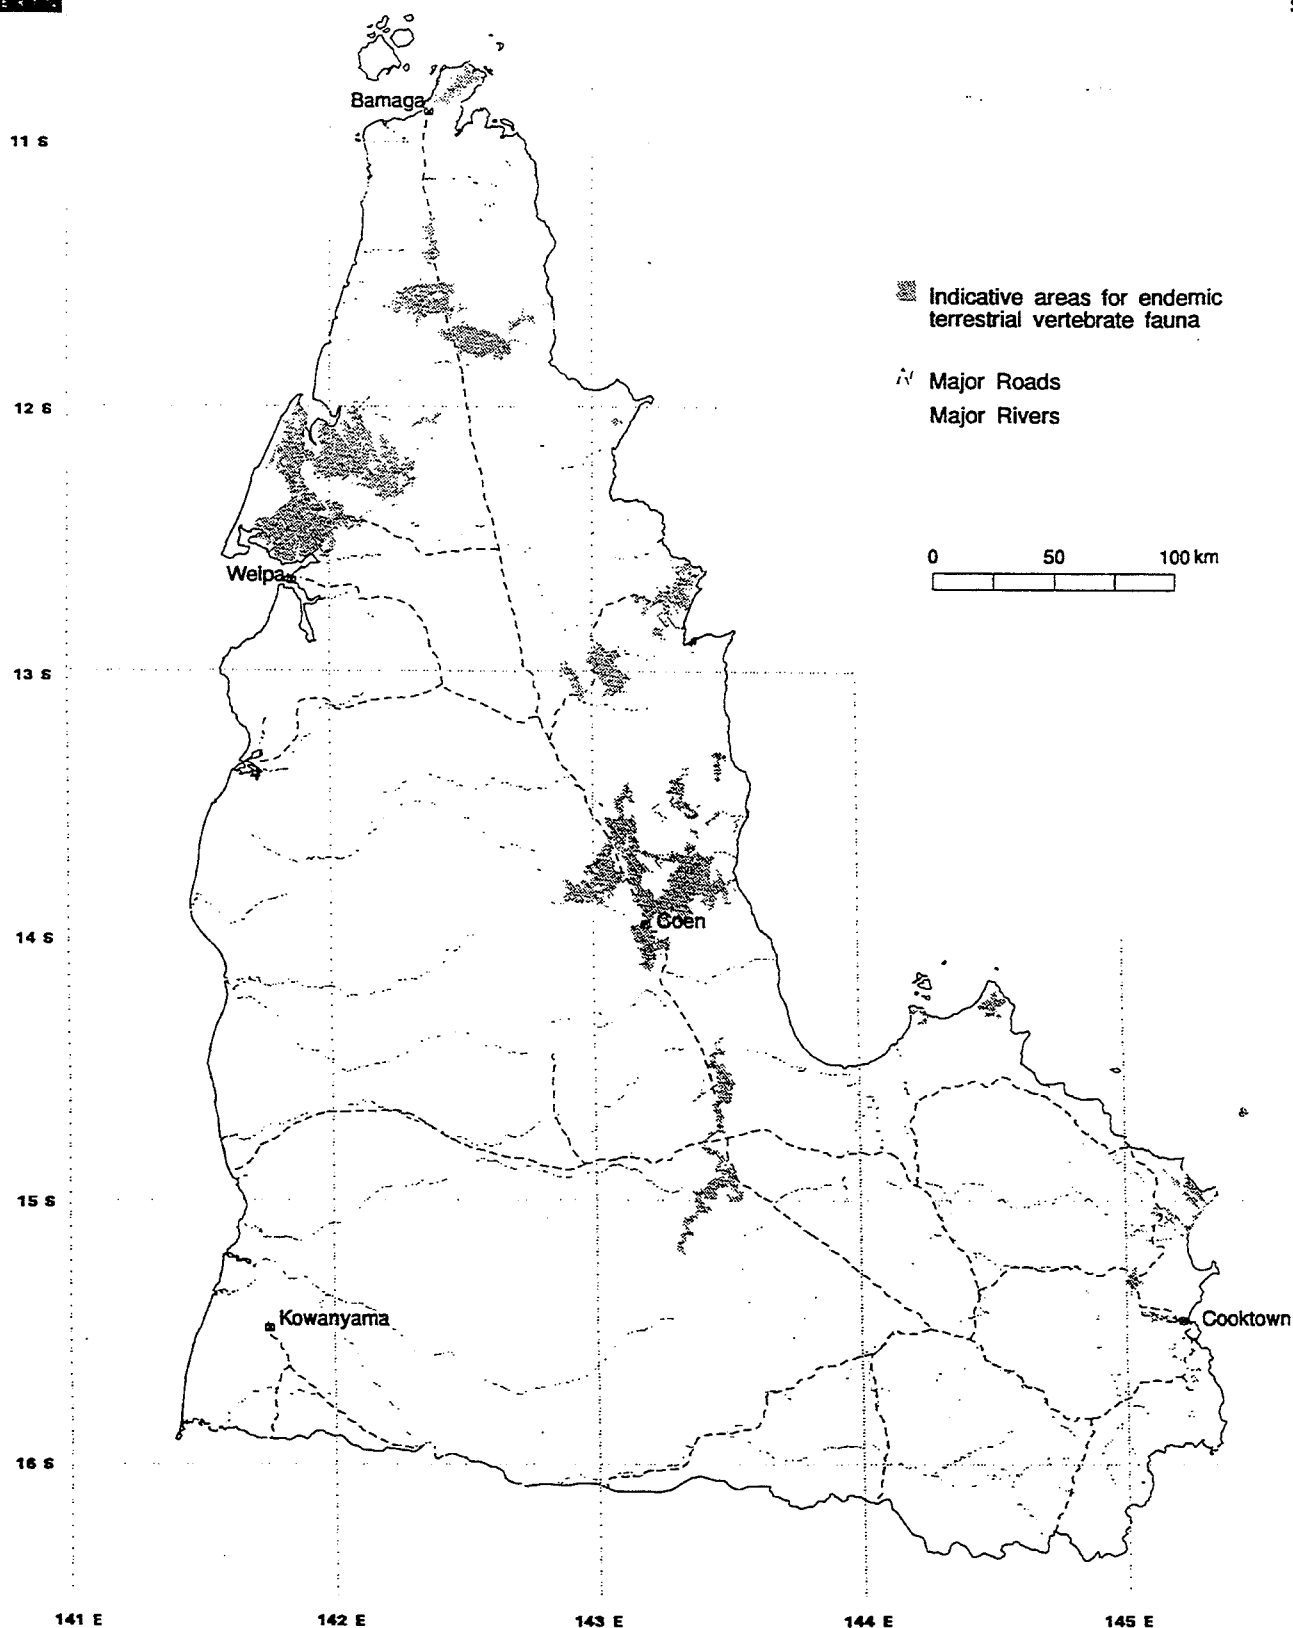 Bamaga
11 S
Indicative areas for endemic
terrestrial vertebrate fauna
Major Roads
12 S
Major Rivers
0 50 100 km
Weipa
13 S
Coen
14 S
15 S
Kowanyama
Cooktown
16 S
141 E 142 E 143 E 144 E 145 E